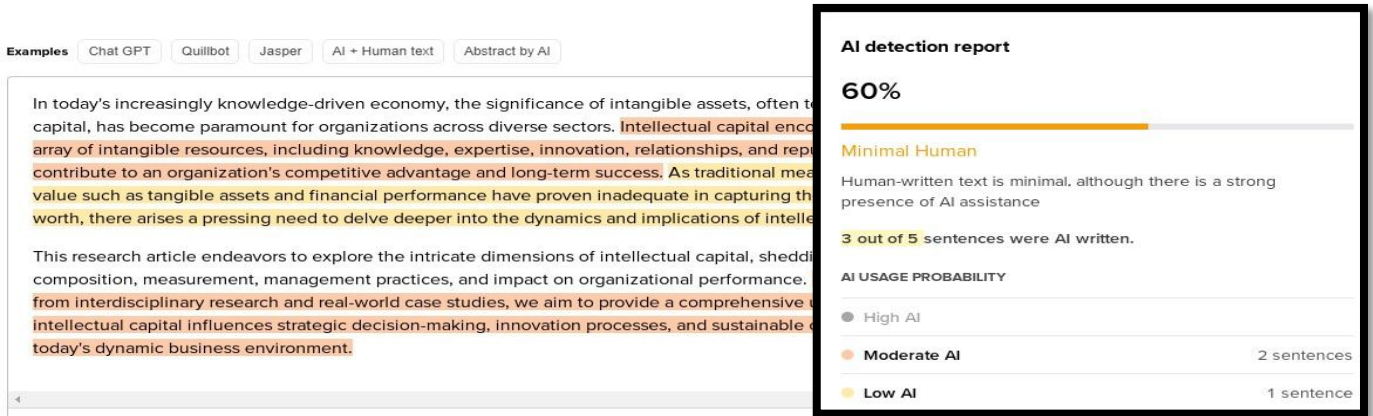 Examples Chat GPT Quillbot Jasper AI + Human text Abstract by AI
In today's increasingly knowledge-driven economy, the significance of intangible assets, often
capital, has become paramount for organizations across diverse sectors. Intellectual capital
array of intangible resources, including knowledge, expertise, innovation, relationships, and
contribute to an organization's competitive advantage and long-term success. As traditional
value such as tangible assets and financial performance have proven inadequate in capturing
worth, there arises a pressing need to delve deeper into the dynamics and implications of
This research article endeavors to explore the intricate dimensions of intellectual capital,
composition, measurement, management practices, and impact on organizational performance.
from interdisciplinary research and real-world case studies, we aim to provide a comprehensive
intellectual capital influences strategic decision-making, innovation processes, and sustainable
today's dynamic business environment.
AI detection report
60%
Minimal Human
Human-written text is minimal, although there is a strong
presence of AI assistance
3 out of 5 sentences were AI written.
AI USAGE PROBABILITY
High AI
Moderate AI 2 sentences
Low AI 1 sentence